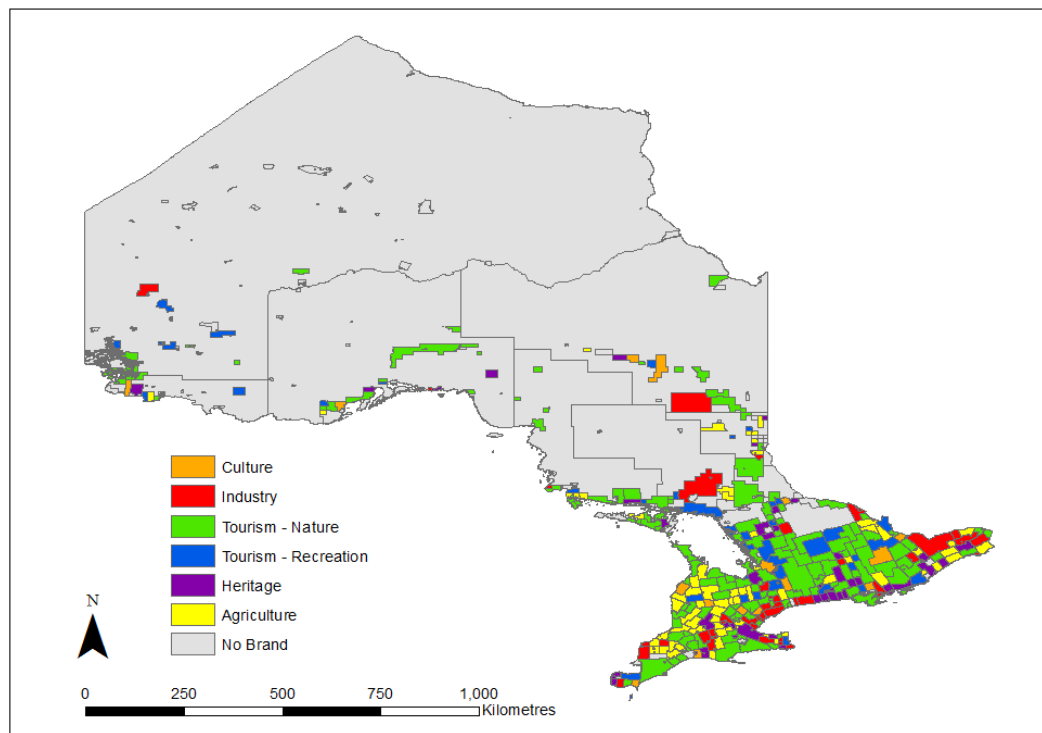 Culture
Industry
Tourism - Nature
Tourism - Recreation
Heritage
Agriculture
No Brand
N
0 250 500 750 1,000
Kilometres